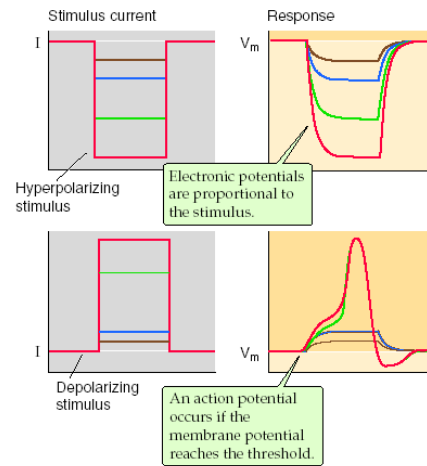 Stimulus current
Response
I
Vm
Hyperpolarizing
stimulus
Electronic potentials
are proportional to
the stimulus.
I
Vm
Depolarizing
stimulus
An action potential
occurs if the
membrane potential
reaches the threshold.